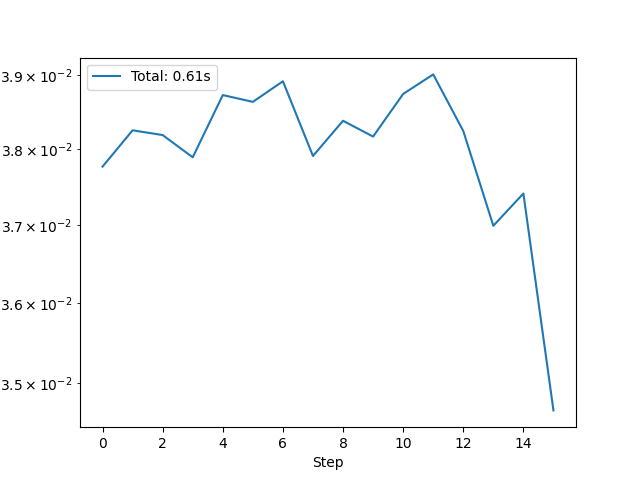 3.9 × 10⁻²
Total: 0.61s
3.8 × 10⁻²
3.7 × 10⁻²
3.6 × 10⁻²
3.5 × 10⁻²
0 2 4 6 8 10 12 14
Step